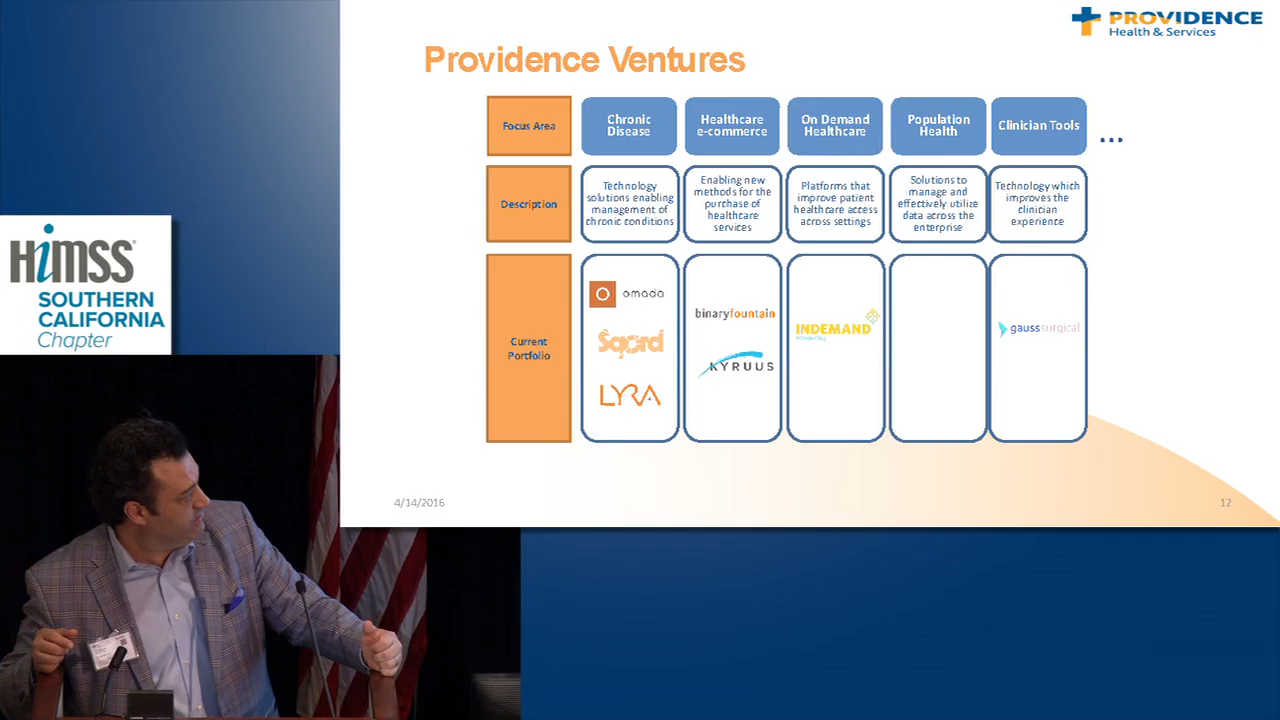 PROVIDENCE
Health & Services
Providence Ventures
Focus Area
Chronic
Disease
Healthcare
e-commerce
On Demand
Healthcare
Population
Health
Clinician Tools
...
Description
Technology
solutions enabling
management of
chronic conditions
Enabling new
methods for the
purchase of
healthcare
services
Platforms that
improve patient
healthcare access
across settings
Solutions to
manage and
effectively utilize
data across the
enterprise
Technology which
improves the
clinician
experience
Current
Portfolio
omada
Sqord
LYRA
binaryfountain
KYRUUS
INDEMAND
gausssurgical
4/14/2016
12
HiMSS
SOUTHERN
CALIFORNIA
Chapter